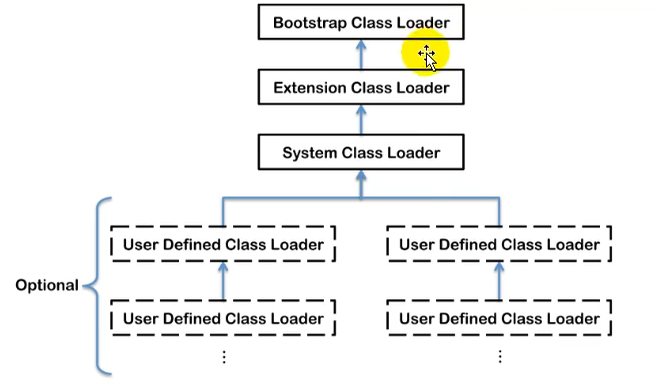 Bootstrap Class Loader
Extension Class Loader
System Class Loader
User Defined Class Loader
User Defined Class Loader
Optional
User Defined Class Loader
User Defined Class Loader